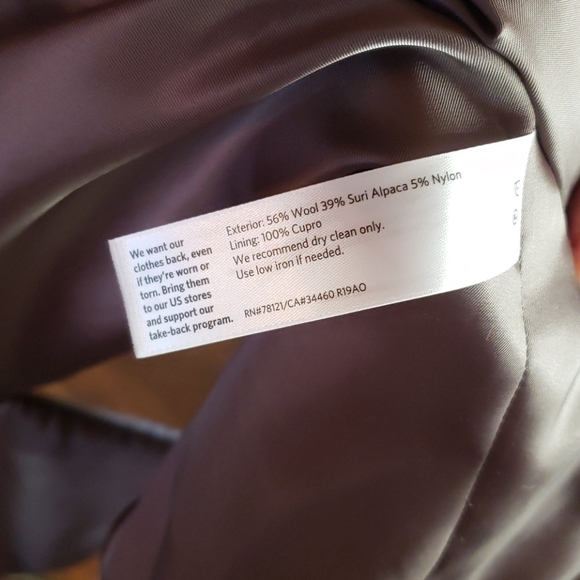 We want our
clothes back, even
if they're worn or
torn. Bring them
to our US stores
and support our
take-back program.
Exterior: 56% Wool 39% Suri Alpaca 5% Nylon
Lining: 100% Cupro
We recommend dry clean only.
Use low iron if needed.
RN#78121/CA#34460 R19AO